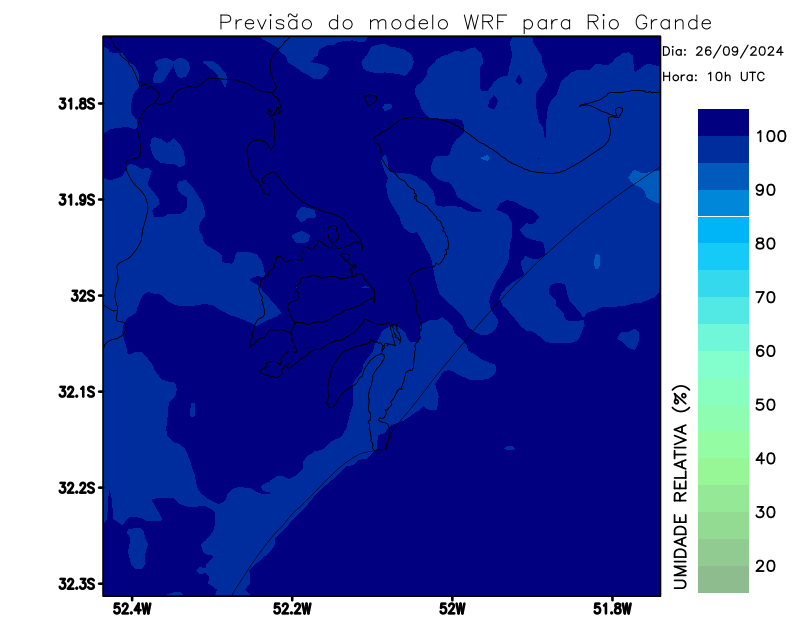 Previsão do modelo WRF para Rio Grande
Dia: 26/09/2024
Hora: 10h UTC
31.8S
31.9S
32S
32.1S
32.2S
32.3S
52.4W
52.2W
52W
51.8W
UMIDADE RELATIVA (%)
100
90
80
70
60
50
40
30
20